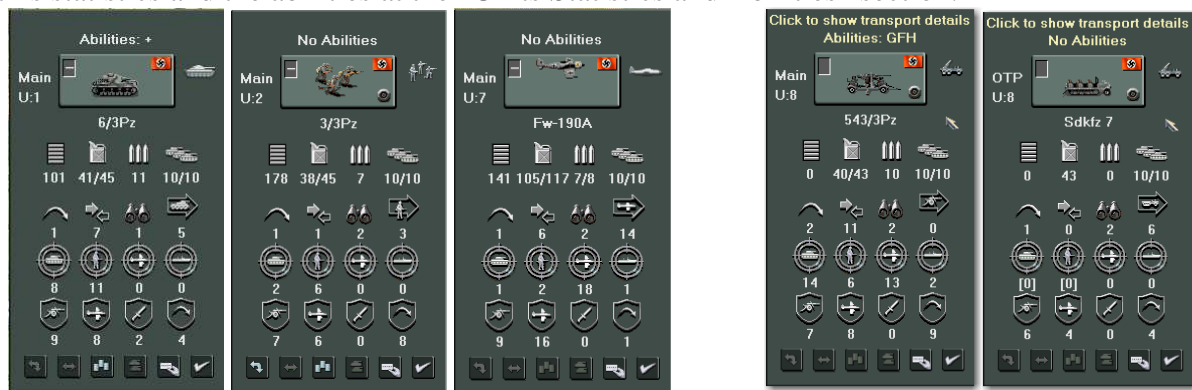 Abilities: +
Main
U:1
6/3Pz
101 41/45 11 10/10
1 7 1 5
8 11 0 0
9 8 2 4
No Abilities
Main
U:2
3/3Pz
178 38/45 7 10/10
1 1 2 3
2 6 0 0
7 6 0 8
No Abilities
Main
U:7
Fw-190A
141 105/117 7/8 10/10
1 6 2 14
1 2 18 1
9 16 0 1
Click to show transport details
Abilities: GFH
Main
U:8
543/3Pz
0 40/43 10 10/10
2 11 2 0
14 6 13 2
7 8 0 9
Click to show transport details
No Abilities
OTP
U:8
Sdkfz 7
0 43 0 10/10
1 0 2 6
[0] [0] 0 0
6 4 0 4